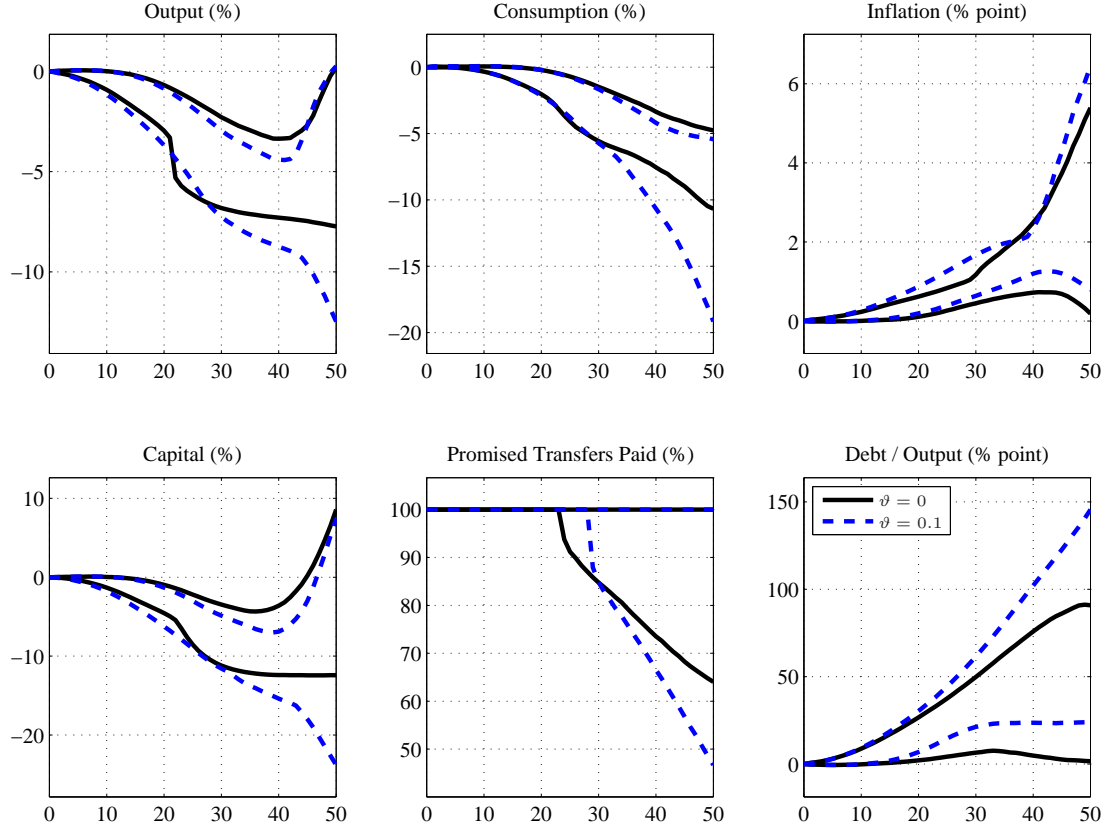 Output (%)
0
−5
−10
0 10 20 30 40 50
Consumption (%)
0
−5
−10
−15
−20
0 10 20 30 40 50
Inflation (% point)
6
4
2
0
0 10 20 30 40 50
Capital (%)
10
0
−10
−20
0 10 20 30 40 50
Promised Transfers Paid (%)
100
90
80
70
60
50
0 10 20 30 40 50
Debt / Output (% point)
150
100
50
0
ϑ = 0
ϑ = 0.1
0 10 20 30 40 50